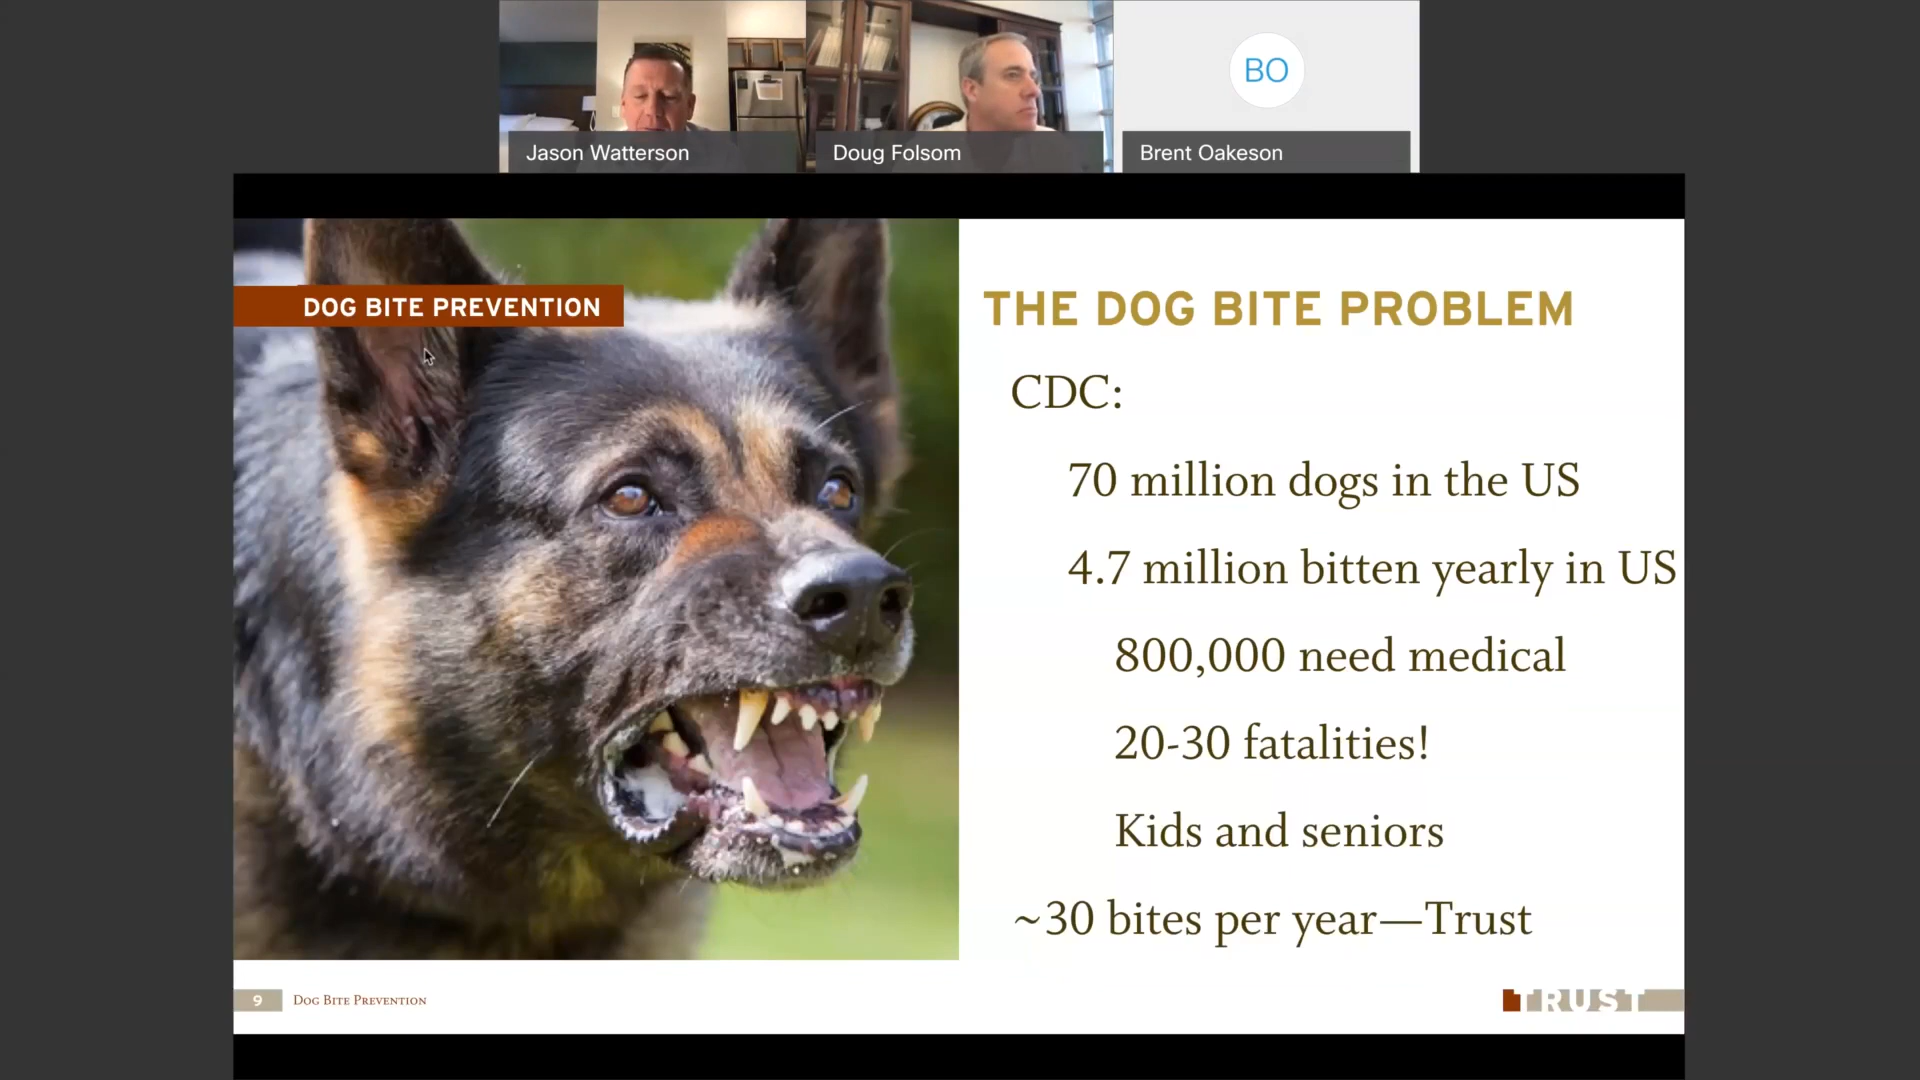 BO
Jason Watterson
Doug Folsom
Brent Oakeson
DOG BITE PREVENTION
THE DOG BITE PROBLEM
CDC:
70 million dogs in the US
4.7 million bitten yearly in US
800,000 need medical
20-30 fatalities!
Kids and seniors
~30 bites per year—Trust
9
Dog Bite Prevention
TRUST